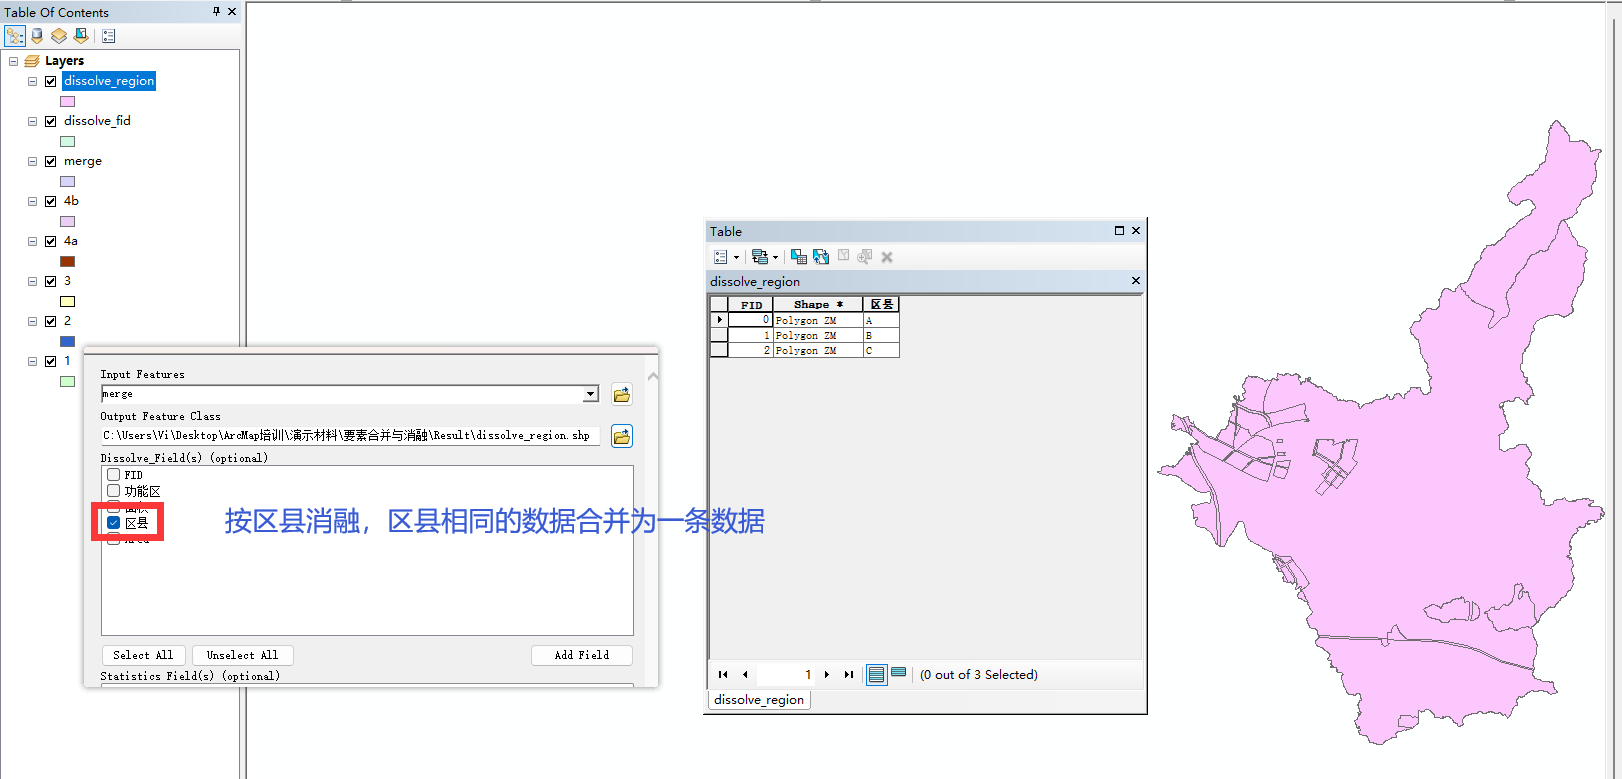 Table Of Contents
Layers
dissolve_region
dissolve_fid
merge
4b
4a
3
2
1
Input Features
merge
Output Feature Class
C:\Users\Vi\Desktop\ArcMap培训\演示材料\要素合并与消融\Result\dissolve_region.shp
Dissolve_Field(s) (optional)
FID
功能区
面积
区县
Area
按区县消融，区县相同的数据合并为一条数据
Select All
Unselect All
Add Field
Statistics Field(s) (optional)
Table
dissolve_region
FID Shape * 区县
0 Polygon ZM A
1 Polygon ZM B
2 Polygon ZM C
1
(0 out of 3 Selected)
dissolve_region